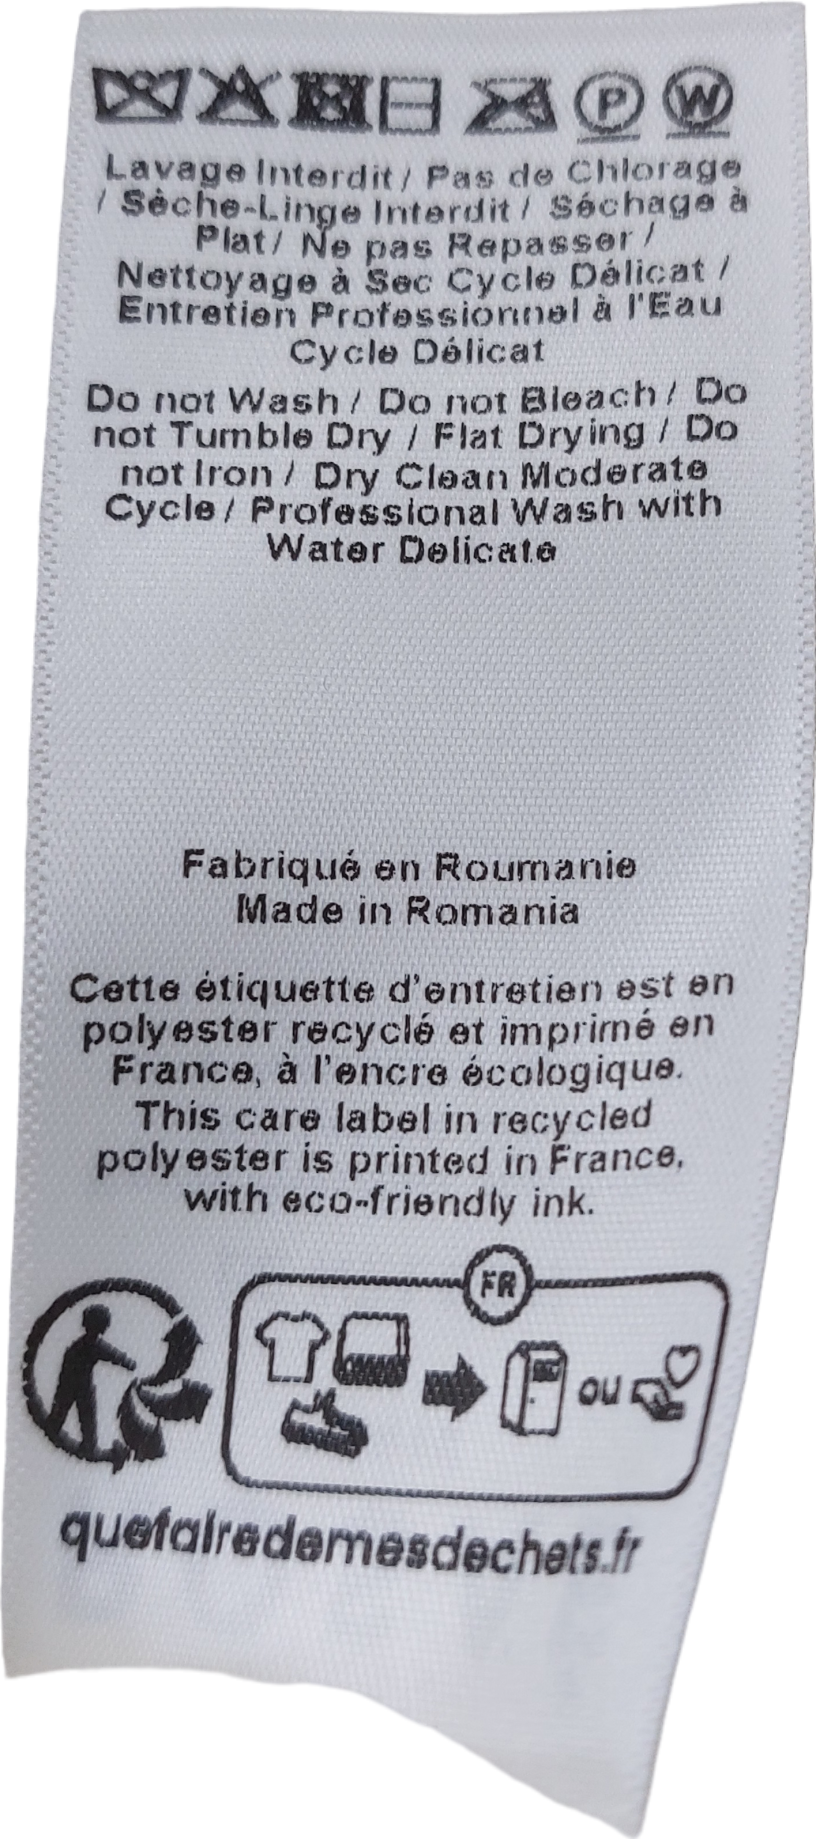 P W
Lavage Interdit / Pas de Chlorage
/ Sèche-Linge Interdit / Séchage à
Plat / Ne pas Repasser /
Nettoyage à Sec Cycle Délicat /
Entretien Professionnel à l'Eau
Cycle Délicat
Do not Wash / Do not Bleach / Do
not Tumble Dry / Flat Drying / Do
not Iron / Dry Clean Moderate
Cycle / Professional Wash with
Water Delicate
Fabriqué en Roumanie
Made in Romania
Cette étiquette d'entretien est en
polyester recyclé et imprimé en
France, à l'encre écologique.
This care label in recycled
polyester is printed in France,
with eco-friendly ink.
FR
ou
quefairedemesdechets.fr